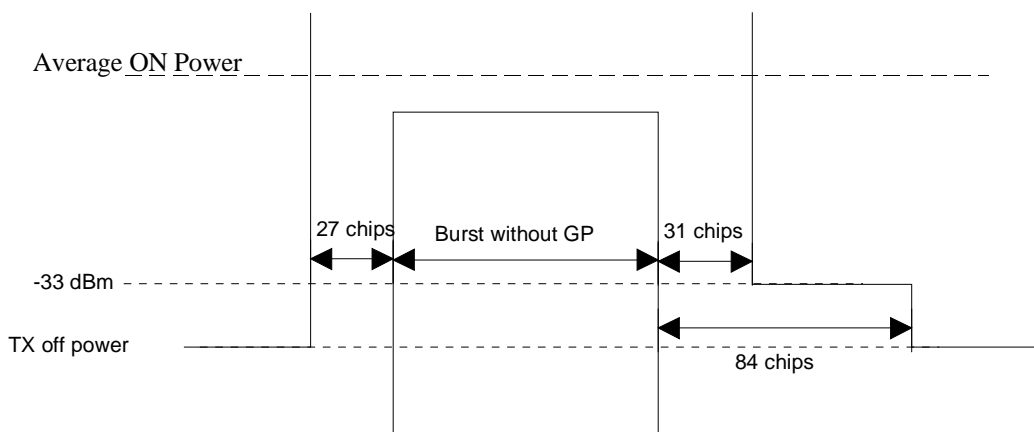 Average ON Power
27 chips
Burst without GP
31 chips
-33 dBm
TX off power
84 chips